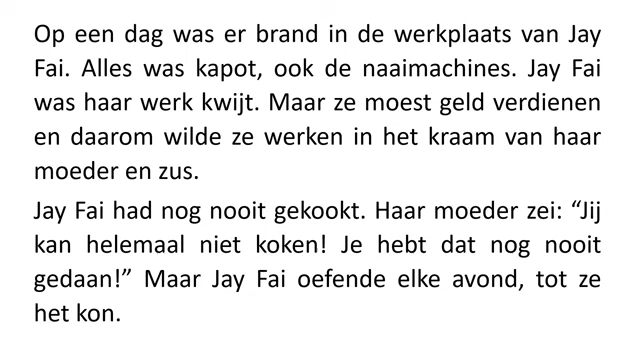 Op een dag was er brand in de werkplaats van Jay
Fai. Alles was kapot, ook de naaimachines. Jay Fai
was haar werk kwijt. Maar ze moest geld verdienen
en daarom wilde ze werken in het kraam van haar
moeder en zus.
Jay Fai had nog nooit gekookt. Haar moeder zei: “Jij
kan helemaal niet koken! Je hebt dat nog nooit
gedaan!” Maar Jay Fai oefende elke avond, tot ze
het kon.